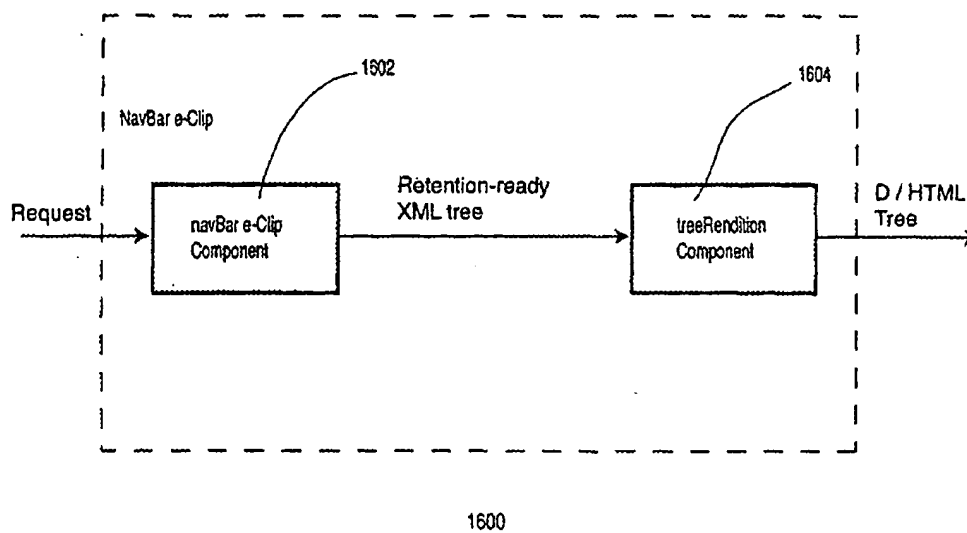 1602
1604
NavBar e-Clip
Request
navBar e-Clip
Component
Retention-ready
XML tree
treeRendition
Component
D / HTML
Tree
1600